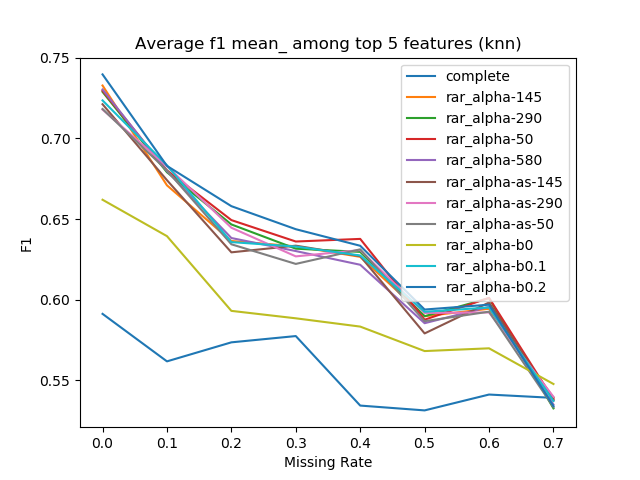 Average f1 mean_ among top 5 features (knn)
F1
0.75
0.70
0.65
0.60
0.55
complete
rar_alpha-145
rar_alpha-290
rar_alpha-50
rar_alpha-580
rar_alpha-as-145
rar_alpha-as-290
rar_alpha-as-50
rar_alpha-b0
rar_alpha-b0.1
rar_alpha-b0.2
0.0 0.1 0.2 0.3 0.4 0.5 0.6 0.7
Missing Rate